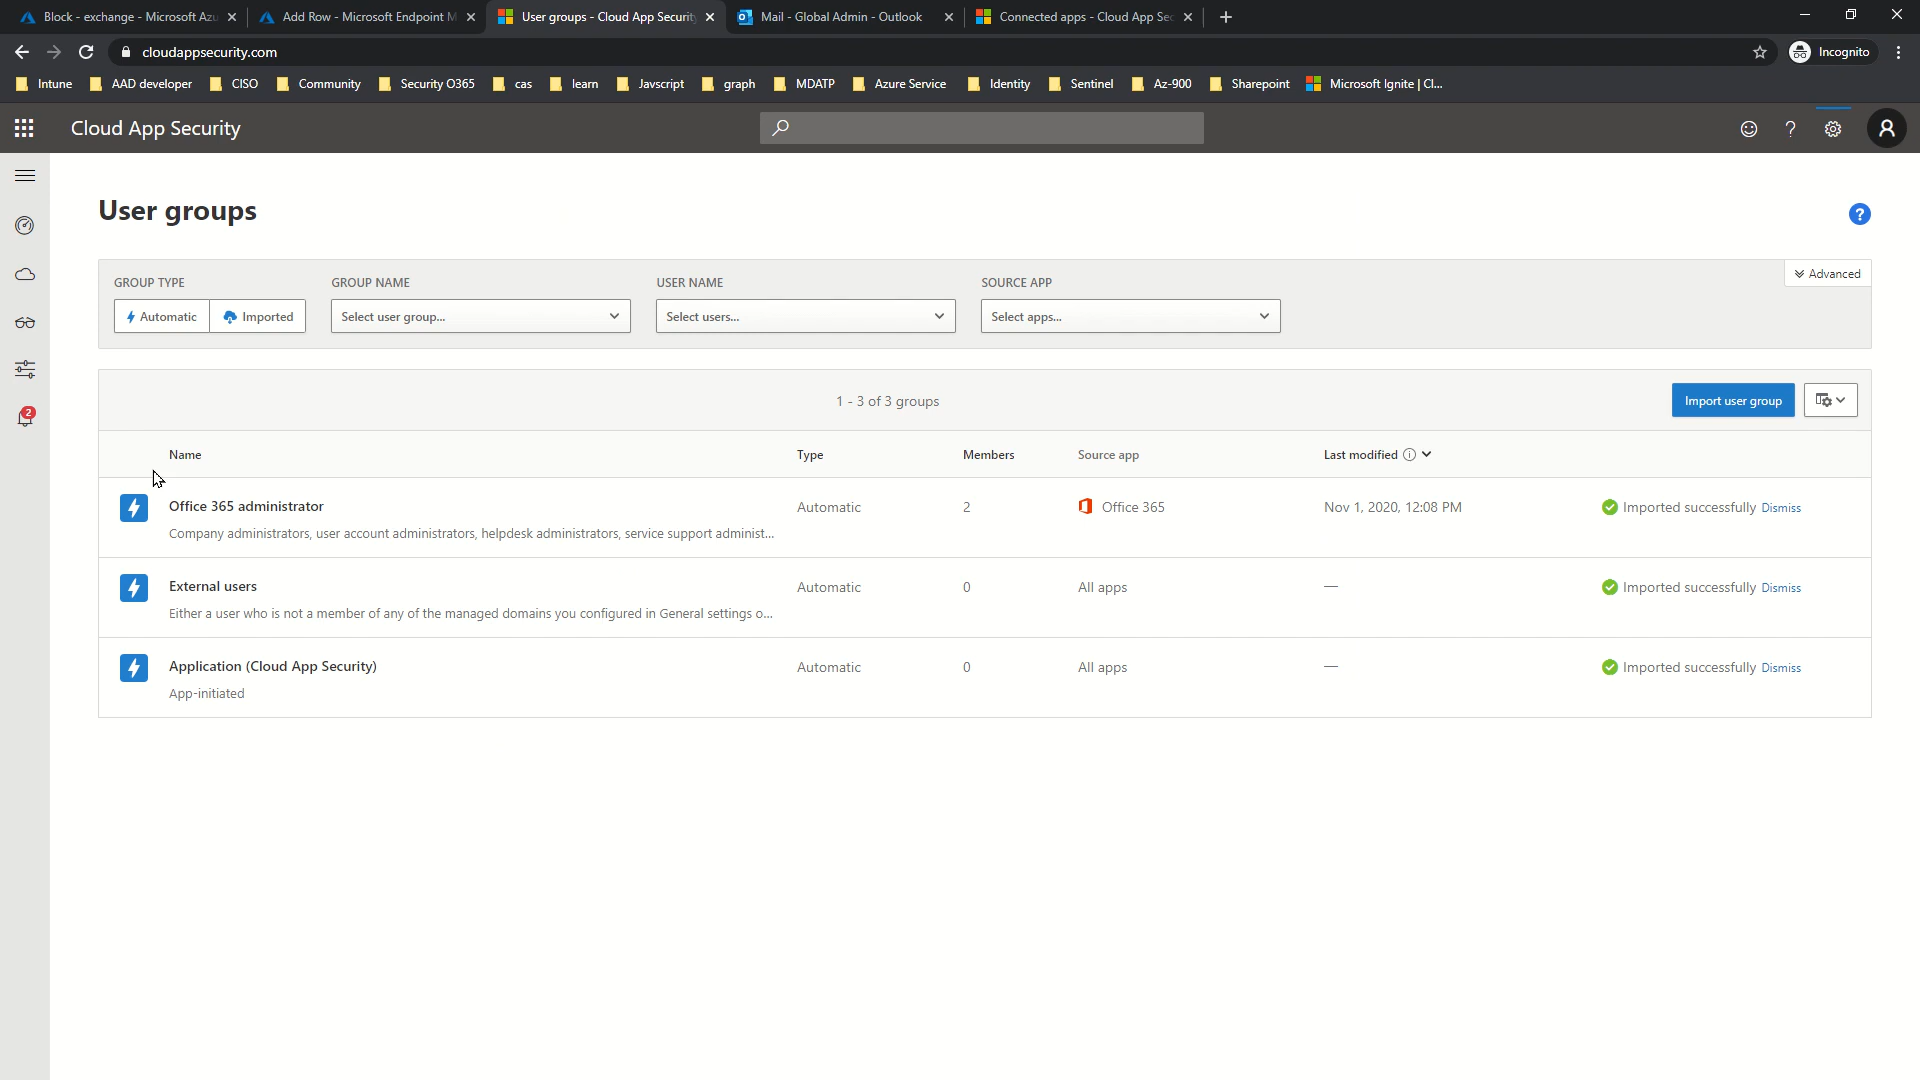 Block - exchange - Microsoft Azu
Add Row - Microsoft Endpoint M
User groups - Cloud App Security
Mail - Global Admin - Outlook
Connected apps - Cloud App Sec
cloudappsecurity.com
Incognito
Intune
AAD developer
CISO
Community
Security O365
cas
learn
Javscript
graph
MDATP
Azure Service
Identity
Sentinel
Az-900
Sharepoint
Microsoft Ignite | Cl...
Cloud App Security
User groups
GROUP TYPE
GROUP NAME
USER NAME
SOURCE APP
Advanced
Automatic
Imported
Select user group...
Select users...
Select apps...
1 - 3 of 3 groups
Import user group
2
Name
Type
Members
Source app
Last modified
Office 365 administrator
Automatic
2
Office 365
Nov 1, 2020, 12:08 PM
Imported successfully Dismiss
Company administrators, user account administrators, helpdesk administrators, service support administ...
External users
Automatic
0
All apps
—
Imported successfully Dismiss
Either a user who is not a member of any of the managed domains you configured in General settings o...
Application (Cloud App Security)
Automatic
0
All apps
—
Imported successfully Dismiss
App-initiated